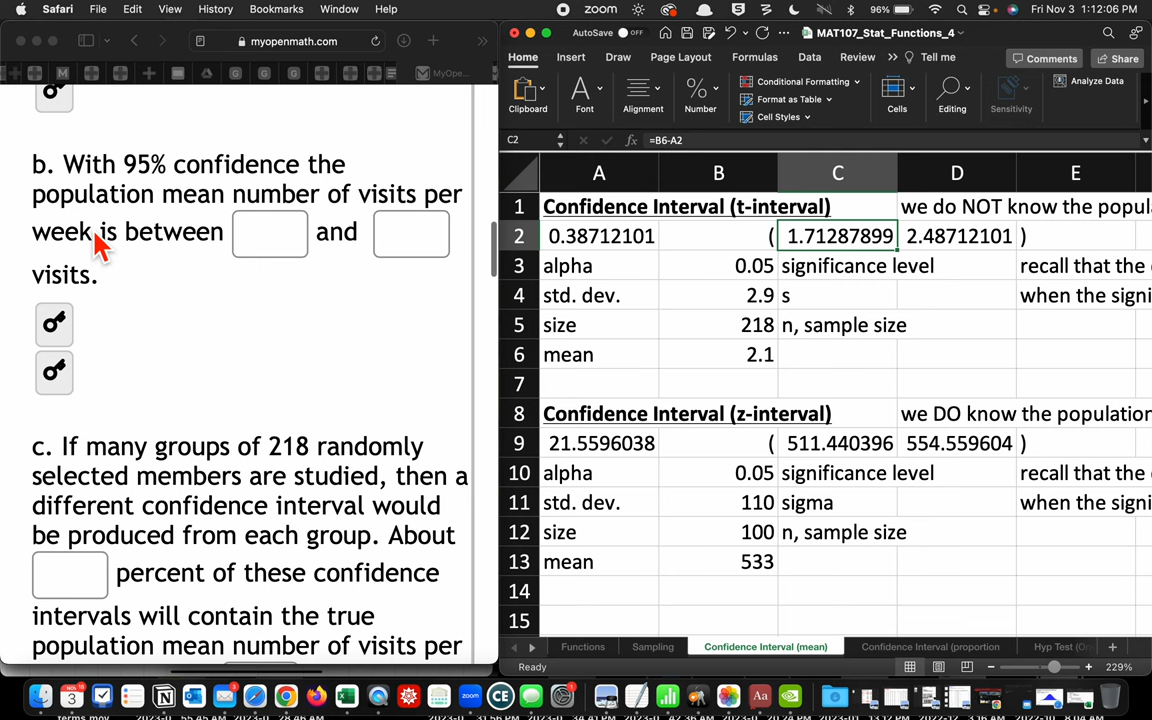 Safari File Edit View History Bookmarks Window Help zoom 96% Fri Nov 3 1:12:06 PM
myopenmath.com
MyOpe...
AutoSave OFF MAT107_Stat_Functions_4
Home Insert Draw Page Layout Formulas Data Review Tell me Comments Share
Clipboard Font Alignment Number
Conditional Formatting
Format as Table
Cell Styles
Cells Editing Sensitivity Analyze Data
C2 fx =B6-A2
A B C D E
1 Confidence Interval (t-interval) we do NOT know the popul
2 0.38712101 ( 1.71287899 2.48712101 )
3 alpha 0.05 significance level recall that the
4 std. dev. 2.9 s when the signi
5 size 218 n, sample size
6 mean 2.1
7
8 Confidence Interval (z-interval) we DO know the population
9 21.5596038 ( 511.440396 554.559604 )
10 alpha 0.05 significance level recall that the
11 std. dev. 110 sigma when the signi
12 size 100 n, sample size
13 mean 533
14
15
Functions Sampling Confidence Interval (mean) Confidence Interval (proportion Hyp Test (O
Ready 229%
b. With 95% confidence the
population mean number of visits per
week is between and
visits.
c. If many groups of 218 randomly
selected members are studied, then a
different confidence interval would
be produced from each group. About
percent of these confidence
intervals will contain the true
population mean number of visits per